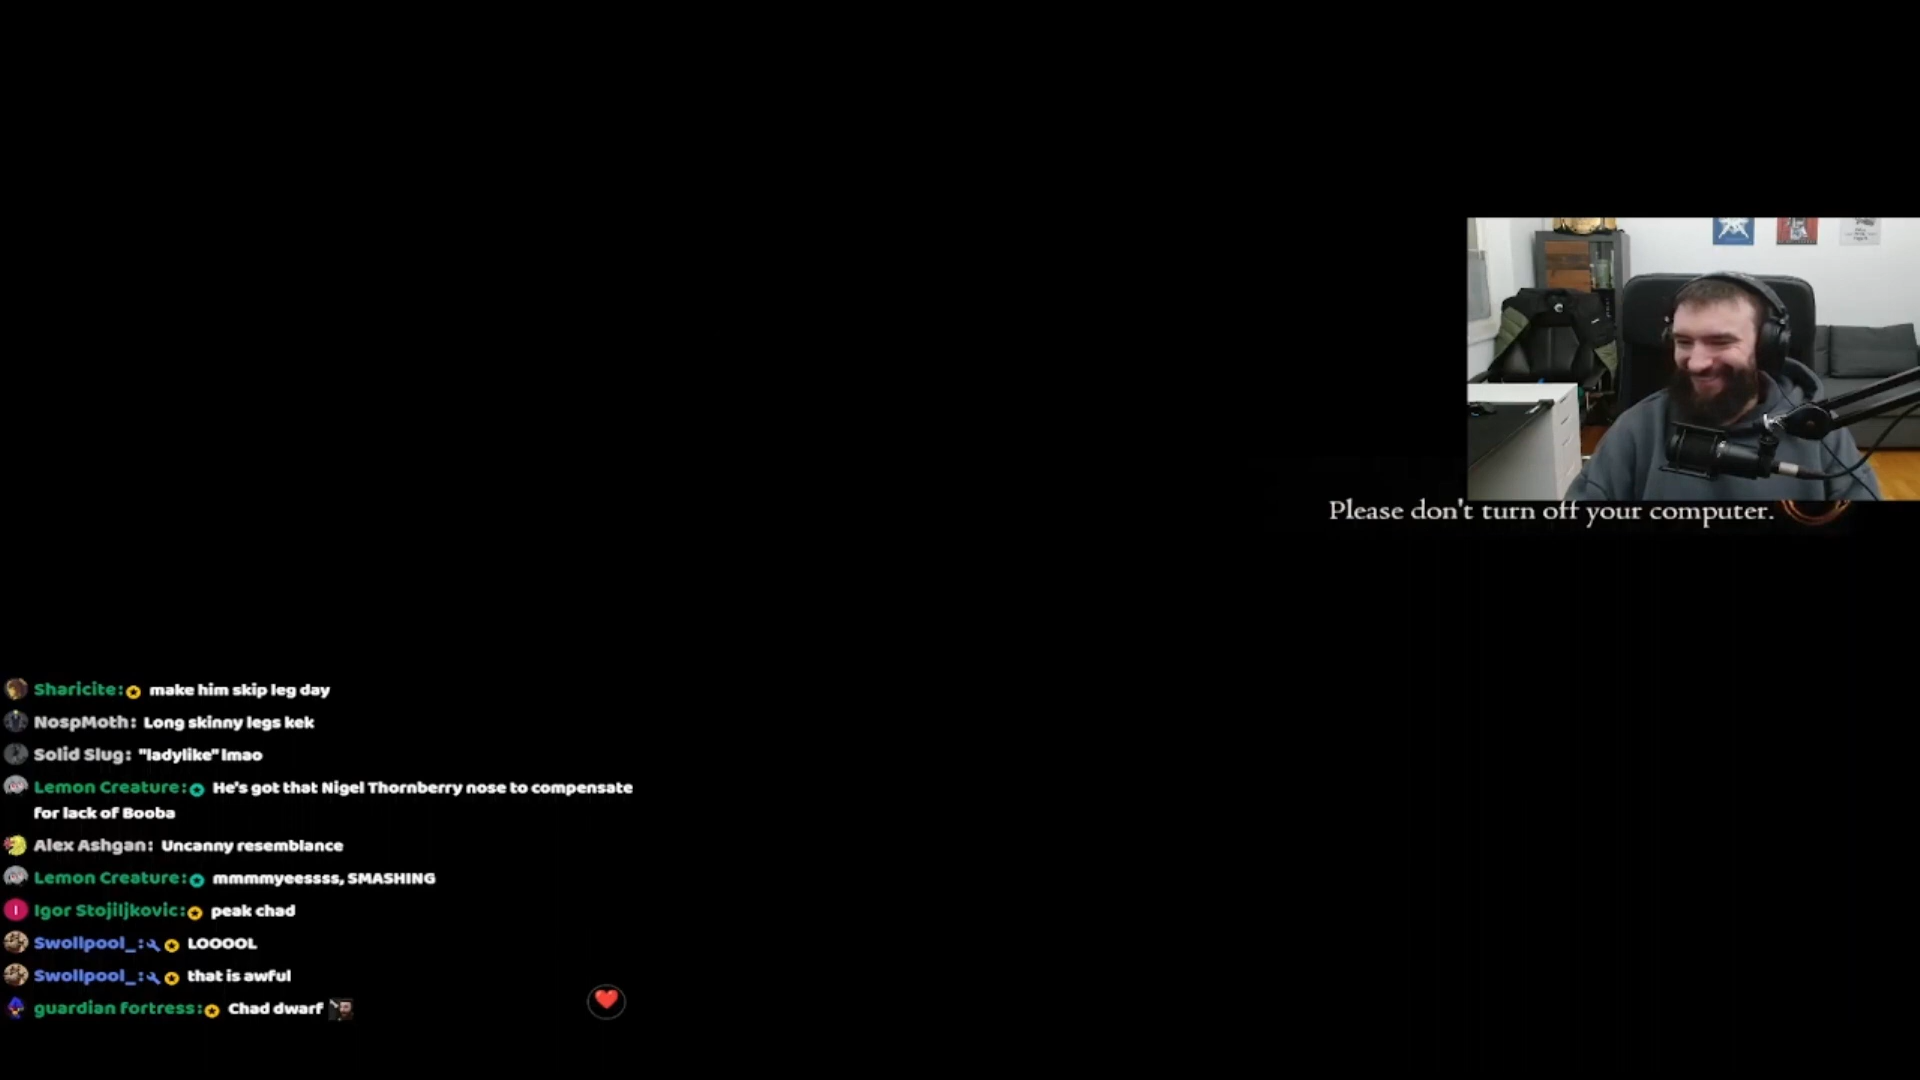 Please don't turn off your computer.
Sharicite: make him skip leg day
NospMoth: Long skinny legs kek
Solid Slug: "ladylike" lmao
Lemon Creature: He's got that Nigel Thornberry nose to compensate
for lack of Booba
Alex Ashgan: Uncanny resemblance
Lemon Creature: mmmmyeessss, SMASHING
I Igor Stojiljkovic: peak chad
Swollpool_: LOOOOL
Swollpool_: that is awful
guardian fortress: Chad dwarf